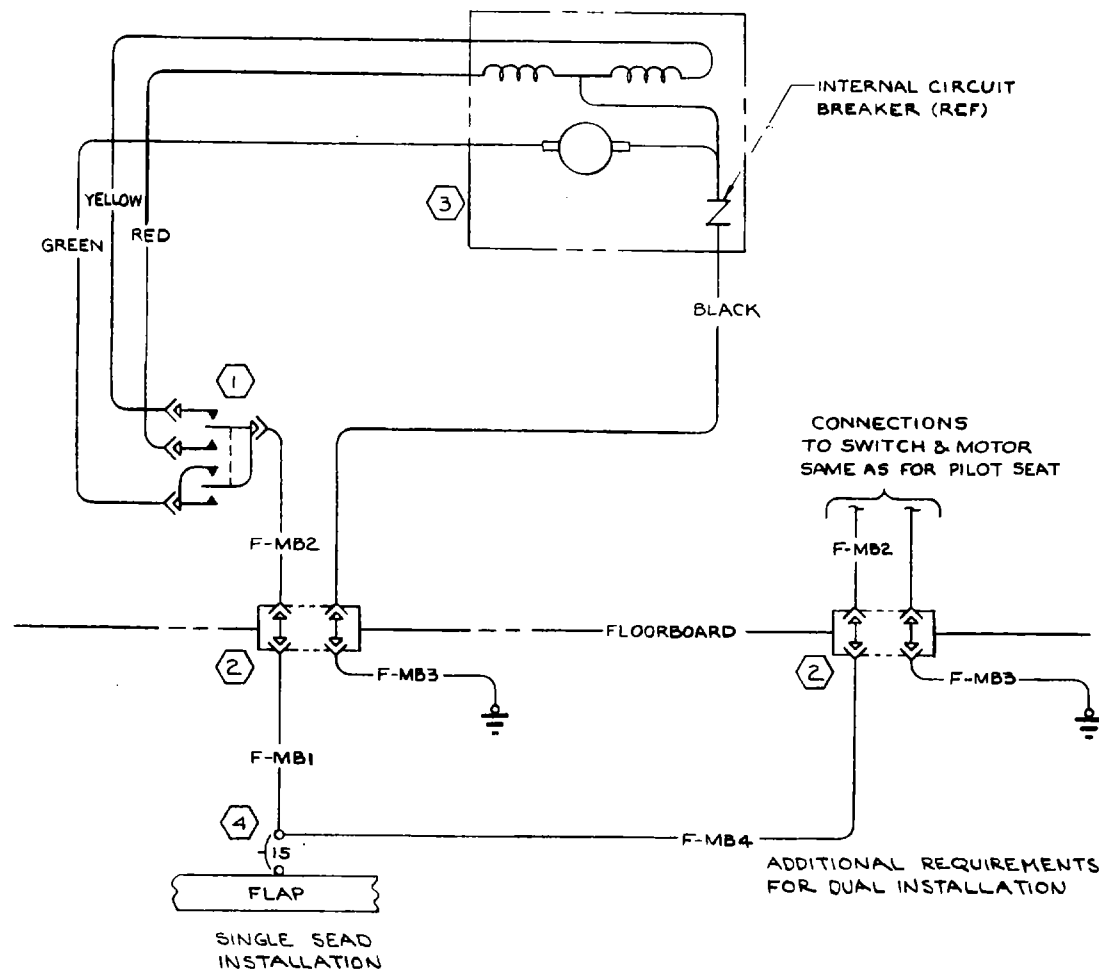 INTERNAL CIRCUIT
BREAKER (REF)
3
YELLOW
GREEN
RED
BLACK
1
CONNECTIONS
TO SWITCH & MOTOR
SAME AS FOR PILOT SEAT
F-MB2
F-MB2
FLOORBOARD
2
F-MB3
2
F-MB3
F-MB1
4
15
F-MB4
FLAP
ADDITIONAL REQUIREMENTS
FOR DUAL INSTALLATION
SINGLE SEAD
INSTALLATION